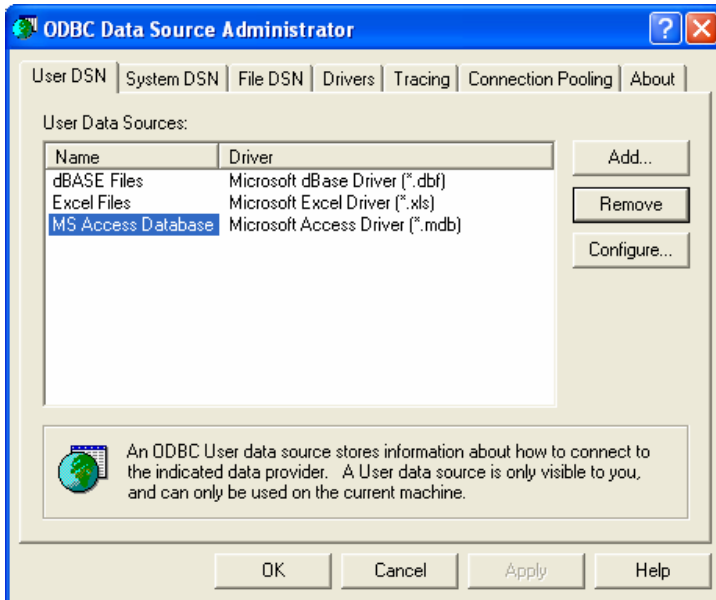 ODBC Data Source Administrator
User DSN System DSN File DSN Drivers Tracing Connection Pooling About
User Data Sources:
Name Driver
dBASE Files Microsoft dBase Driver (*.dbf)
Excel Files Microsoft Excel Driver (*.xls)
MS Access Database Microsoft Access Driver (*.mdb)
Add...
Remove
Configure...
An ODBC User data source stores information about how to connect to
the indicated data provider. A User data source is only visible to you,
and can only be used on the current machine.
OK Cancel Apply Help